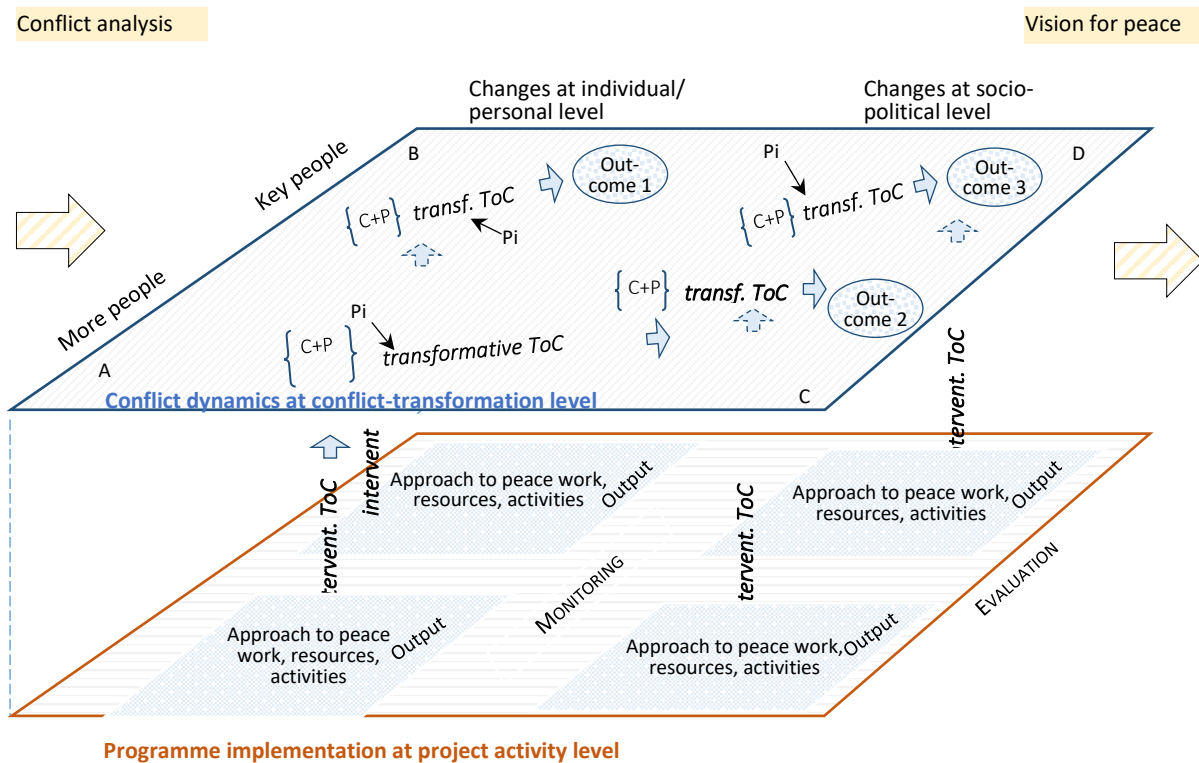 Conflict analysis
Vision for peace
Changes at individual/
personal level
Changes at socio-
political level
Key people
More people
B
D
Out-
come 1
Pi
Out-
come 3
{ C+P } transf. ToC
Pi
{ C+P } transf. ToC
{ C+P } transf. ToC
Out-
come 2
Pi
{ C+P } transformative ToC
A
C
Conflict dynamics at conflict-transformation level
tervent. ToC
intervent
tervent. ToC
ntervent. ToC
Approach to peace work,
resources, activities
Output
Approach to peace work,
resources, activities
Output
MONITORING
EVALUATION
Approach to peace
work, resources,
activities
Output
Approach to peace work,
resources, activities
Output
Programme implementation at project activity level